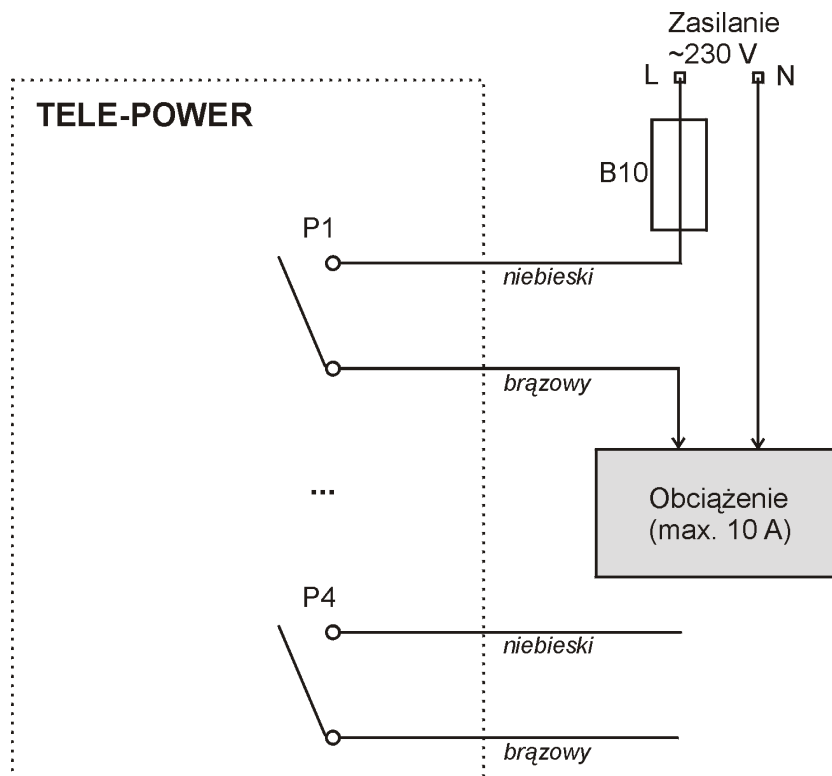 Zasilanie
~230 V
L
N
TELE-POWER
B10
P1
niebieski
brązowy
...
Obciążenie
(max. 10 A)
P4
niebieski
brązowy